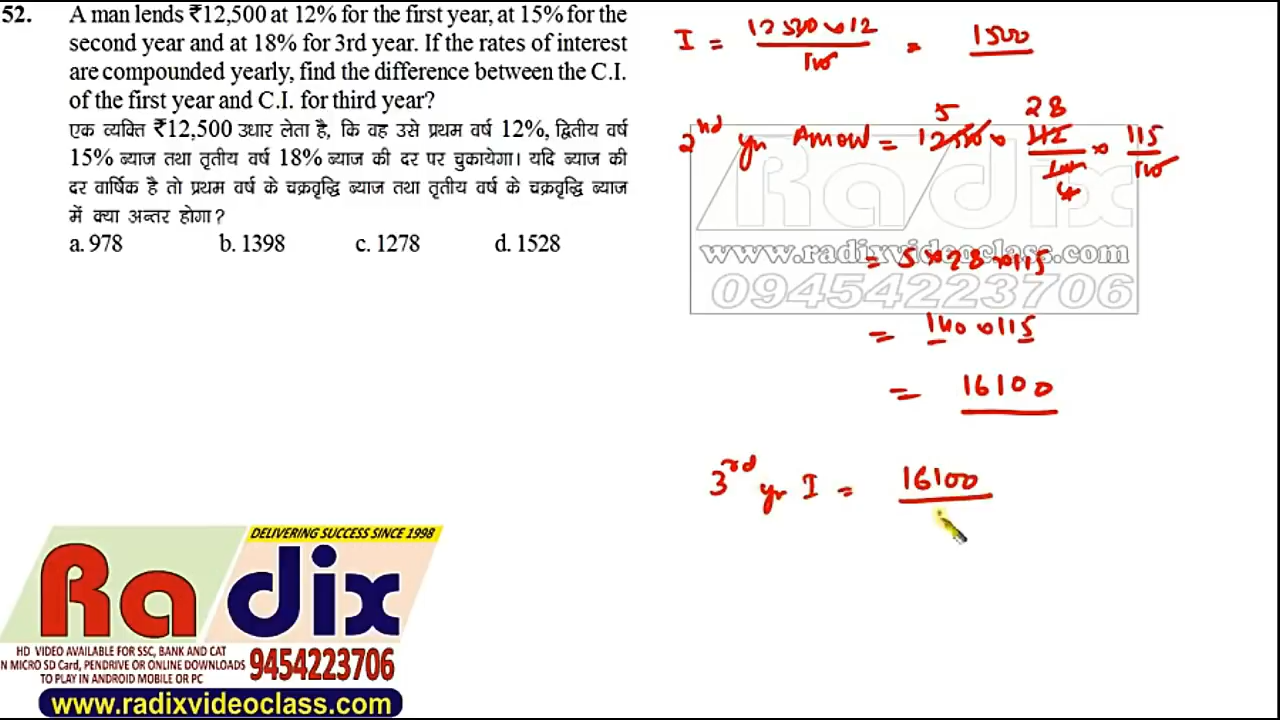 52. A man lends ₹12,500 at 12% for the first year, at 15% for the
second year and at 18% for 3rd year. If the rates of interest
are compounded yearly, find the difference between the C.I.
of the first year and C.I. for third year?
एक व्यक्ति ₹12,500 उधार लेता है, कि वह उसे प्रथम वर्ष 12%, द्वितीय वर्ष
15% ब्याज तथा तृतीय वर्ष 18% ब्याज की दर पर चुकायेगा। यदि ब्याज की
दर वार्षिक है तो प्रथम वर्ष के चक्रवृद्धि ब्याज तथा तृतीय वर्ष के चक्रवृद्धि ब्याज
में क्या अन्तर होगा?
a. 978 b. 1398 c. 1278 d. 1528
I = 12500×12 / 100 = 1500
5 28
2nd yr Amou = 12500 × 112/100 × 115/100
4
= 5×28×115
= 140×115
= 16100
3rd yr I = 16100
Radix
www.radixvideoclass.com
09454223706
DELIVERING SUCCESS SINCE 1998
Radix
HD VIDEO AVAILABLE FOR SSC, BANK AND CAT
N MICRO SD Card, PENDRIVE OR ONLINE DOWNLOADS
TO PLAY IN ANDROID MOBILE OR PC
9454223706
www.radixvideoclass.com